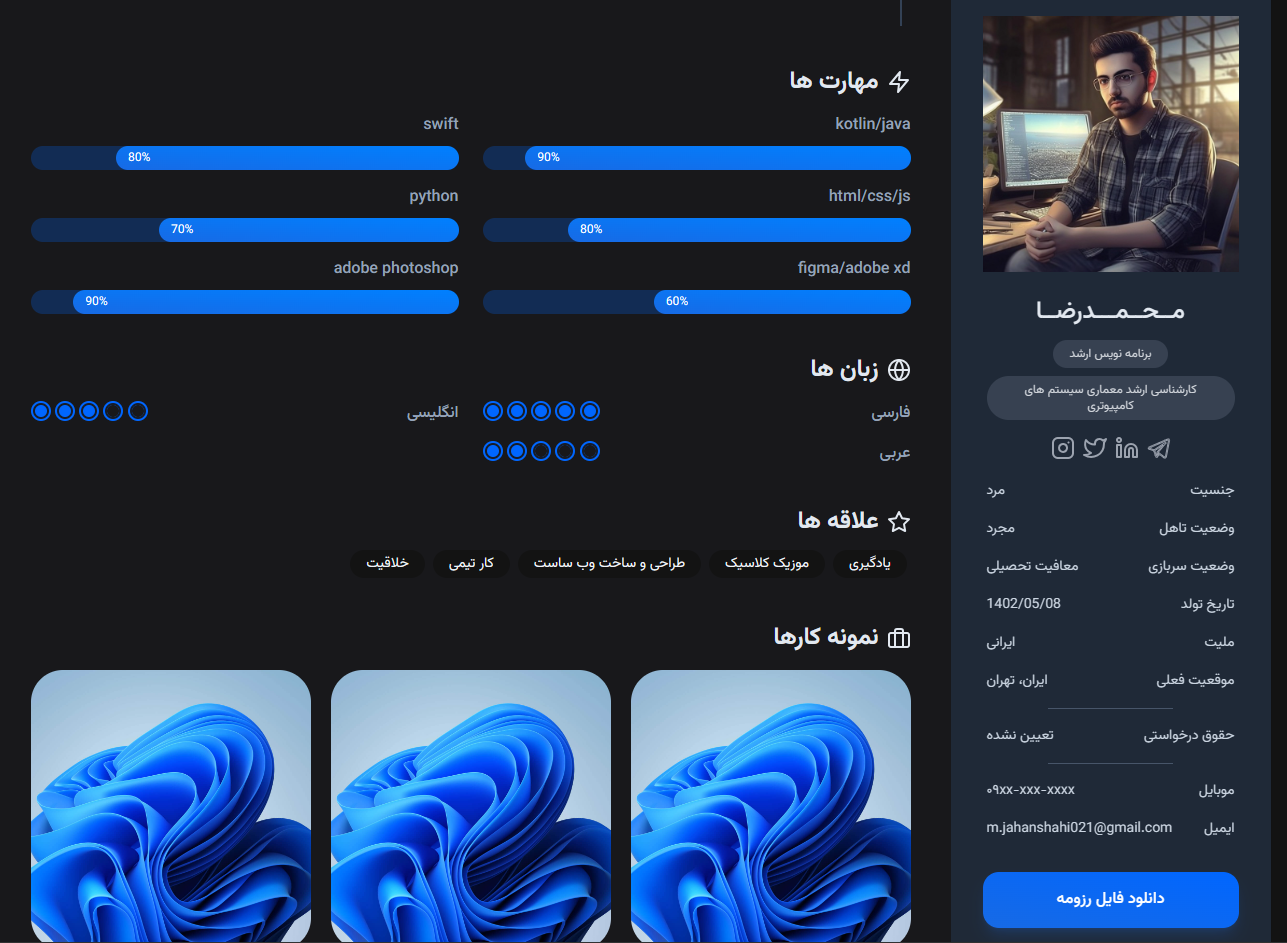 محمدرضا
برنامه نویس ارشد
کارشناسی ارشد معماری سیستم های
کامپیوتری
جنسیت مرد
وضعیت تاهل مجرد
وضعیت سربازی معافیت تحصیلی
تاریخ تولد 1402/05/08
ملیت ایرانی
موقعیت فعلی ایران، تهران
حقوق درخواستی تعیین نشده
موبایل ۰۹xx-xxx-xxxx
ایمیل m.jahanshahi021@gmail.com
دانلود فایل رزومه
مهارت ها
kotlin/java
90%
swift
80%
html/css/js
80%
python
70%
figma/adobe xd
60%
adobe photoshop
90%
زبان ها
فارسی
انگلیسی
عربی
علاقه ها
یادگیری
موزیک کلاسیک
طراحی و ساخت وب ساست
کار تیمی
خلاقیت
نمونه کارها